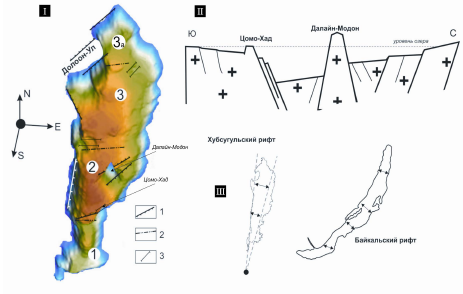 I
II
Долоон-Ул
3а
3
N
E
S
2
Далайн-Модон
Цомо-Хад
1
1
2
3
Ю
Цомо-Хад
Далайн-Модон
уровень озера
С
Хубсугульский рифт
III
Байкальский рифт